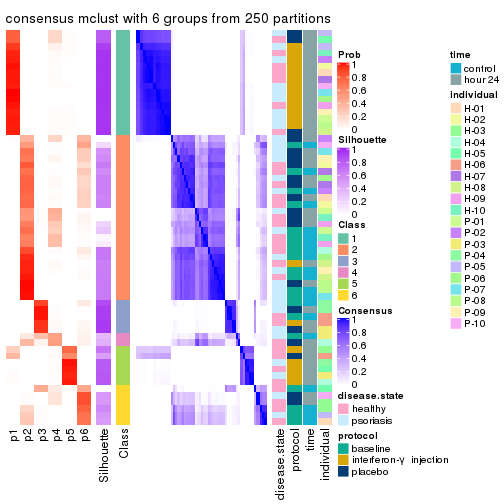 consensus mclust with 6 groups from 250 partitions
p1
p2
p3
p4
p5
p6
Silhouette
Class
disease.state
protocol
time
individual
Prob
1
0.8
0.6
0.4
0.2
0
Silhouette
1
0.8
0.6
0.4
0.2
0
Class
1
2
3
4
5
6
Consensus
1
0.8
0.6
0.4
0.2
0
disease.state
healthy
psoriasis
protocol
baseline
interferon-γ injection
placebo
time
control
hour 24
individual
H-01
H-02
H-03
H-04
H-05
H-06
H-07
H-08
H-09
H-10
P-01
P-02
P-03
P-04
P-05
P-06
P-07
P-08
P-09
P-10